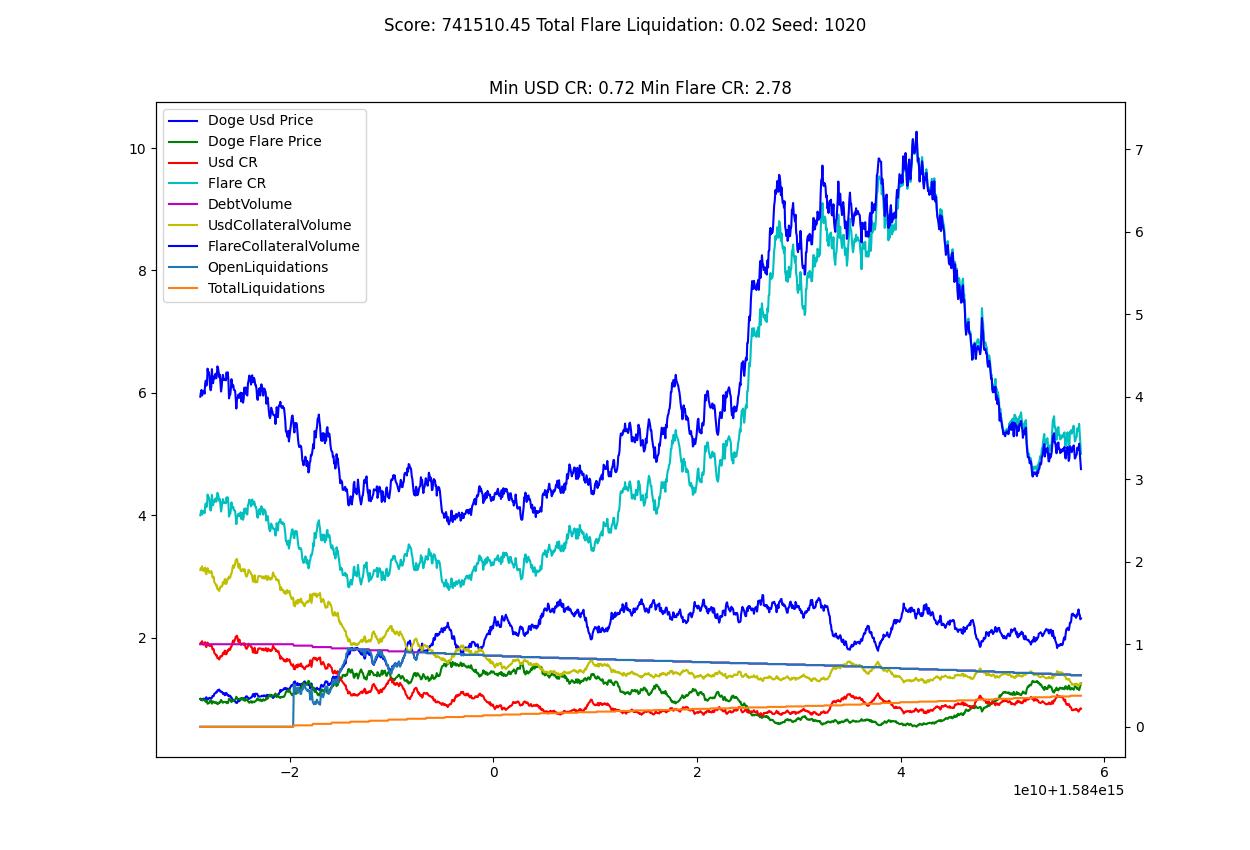 Score: 741510.45 Total Flare Liquidation: 0.02 Seed: 1020
Min USD CR: 0.72 Min Flare CR: 2.78
Doge Usd Price
Doge Flare Price
Usd CR
Flare CR
DebtVolume
UsdCollateralVolume
FlareCollateralVolume
OpenLiquidations
TotalLiquidations
10
8
6
4
2
7
6
5
4
3
2
1
0
−2
0
2
4
6
1e10+1.584e15